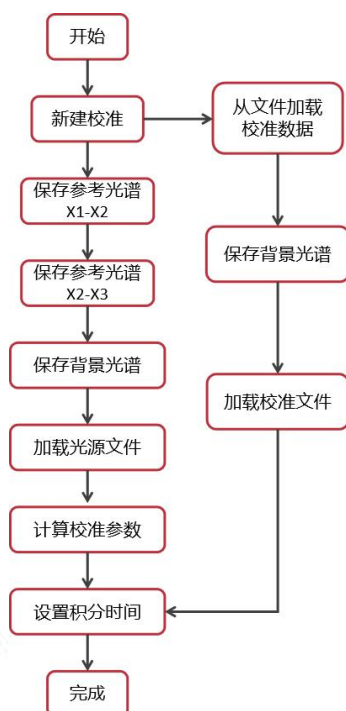 开始
新建校准
从文件加载
校准数据
保存参考光谱
X1-X2
保存参考光谱
X2-X3
保存背景光谱
保存背景光谱
加载光源文件
加载校准文件
计算校准参数
设置积分时间
完成